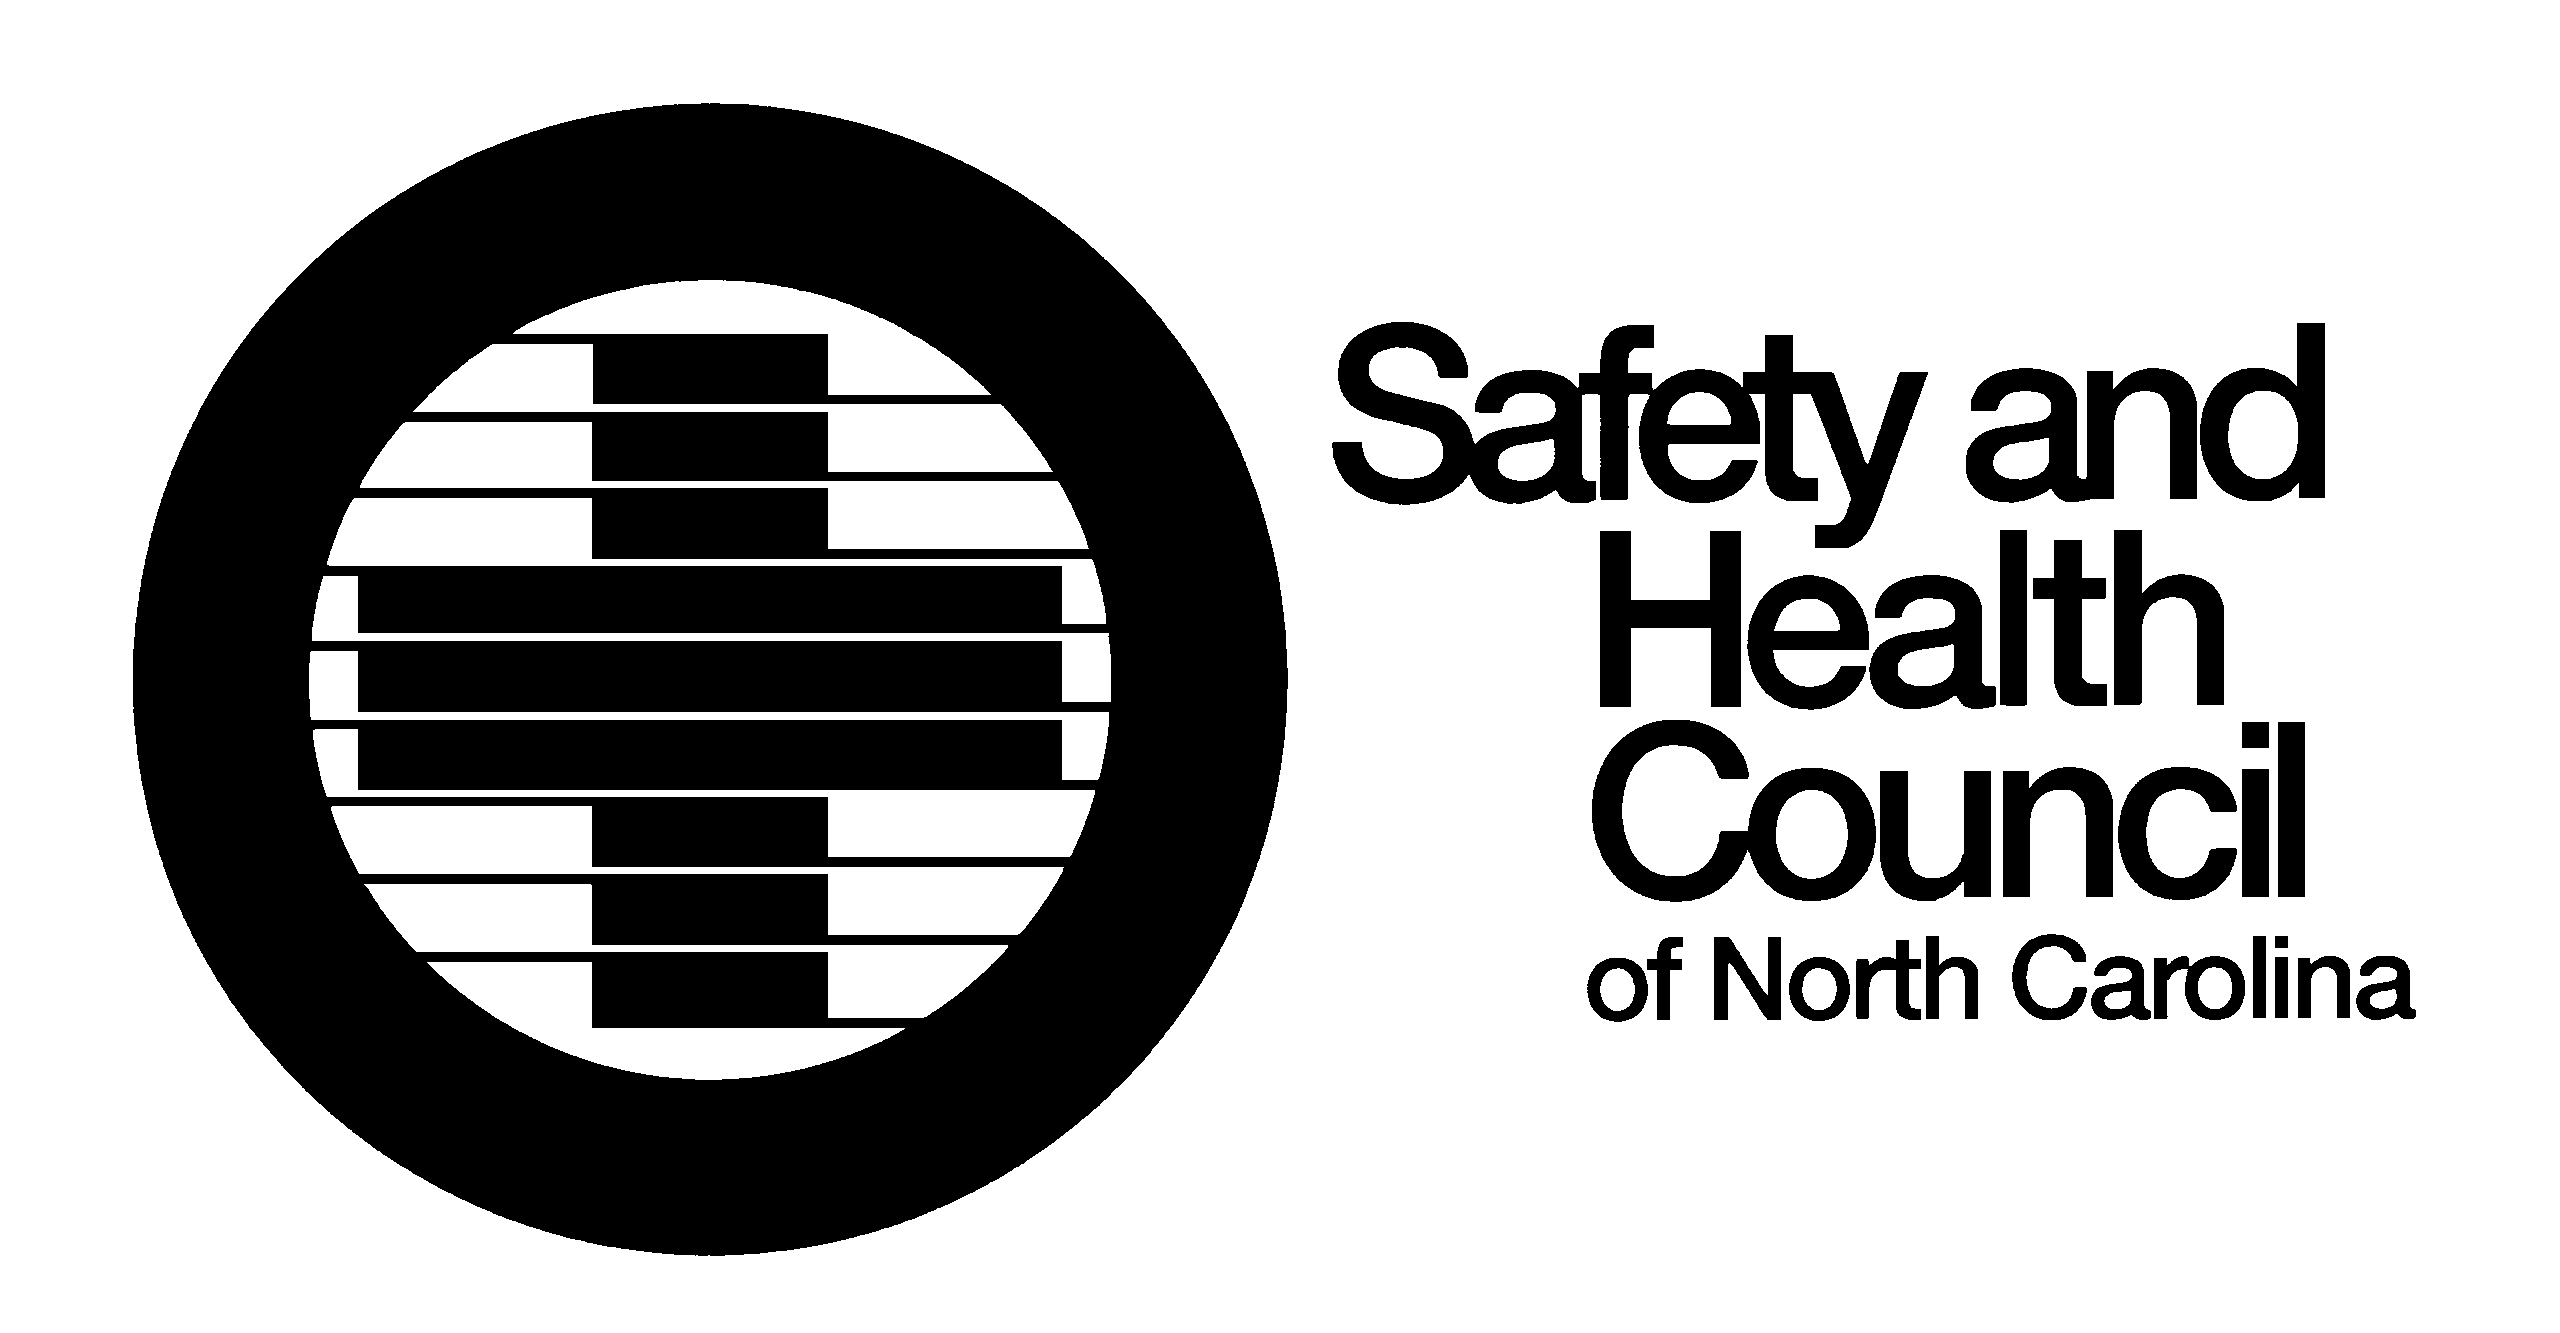 Safety and
Health
Council
of North Carolina